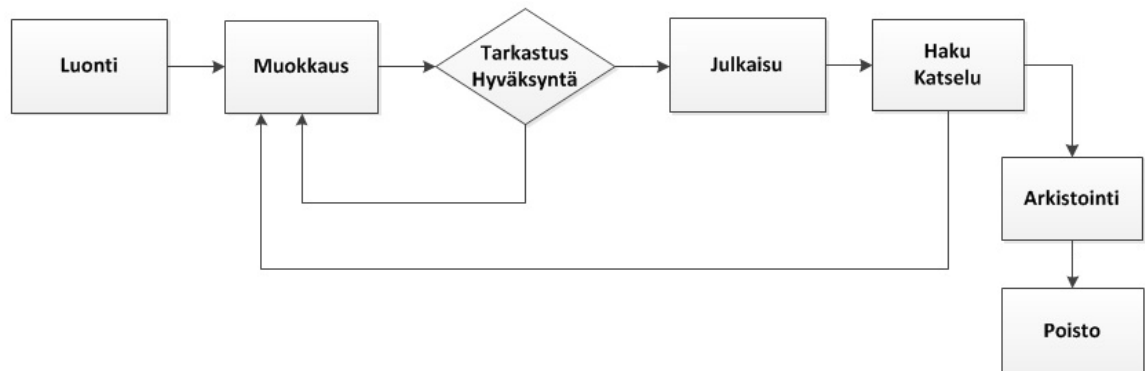 Luonti
Muokkaus
Tarkastus
Hyväksyntä
Julkaisu
Haku
Katselu
Arkistointi
Poisto